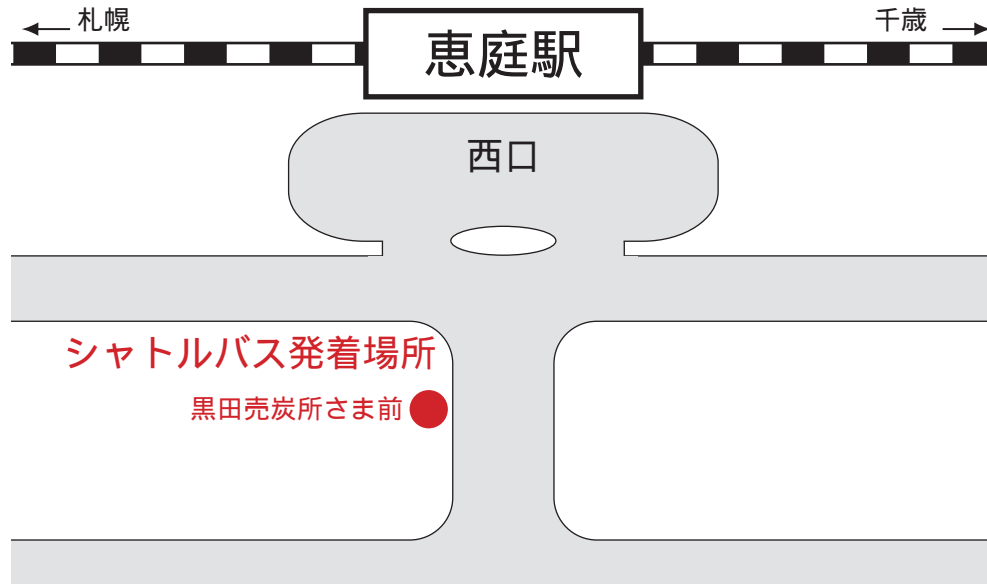 札幌
千歳
恵庭駅
西口
シャトルバス発着場所
黒田売炭所さま前